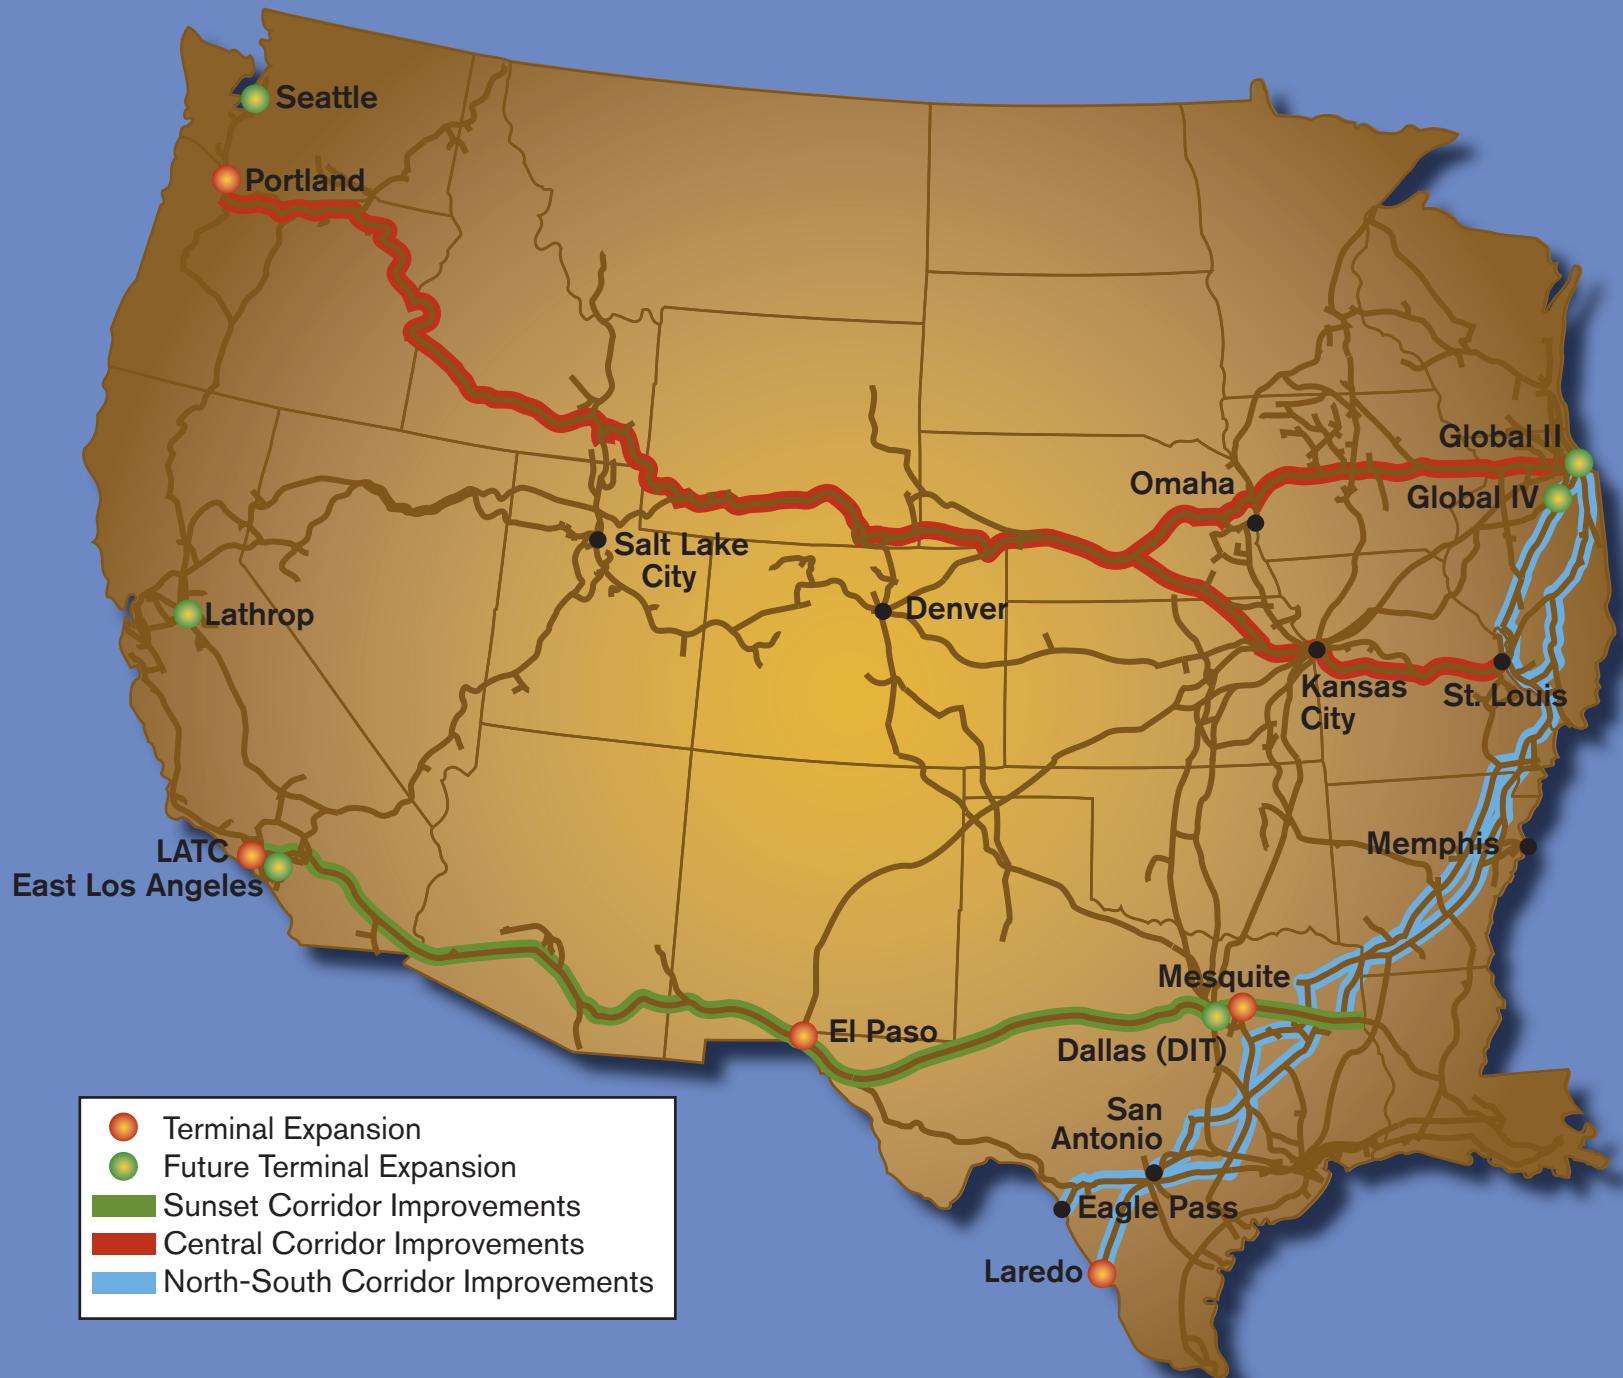 Seattle
Portland
Global II
Omaha
Global IV
Salt Lake
City
Denver
Lathrop
Kansas
City
St. Louis
LATC
East Los Angeles
Memphis
Mesquite
El Paso
Dallas (DIT)
San
Antonio
Eagle Pass
Laredo
Terminal Expansion
Future Terminal Expansion
Sunset Corridor Improvements
Central Corridor Improvements
North-South Corridor Improvements